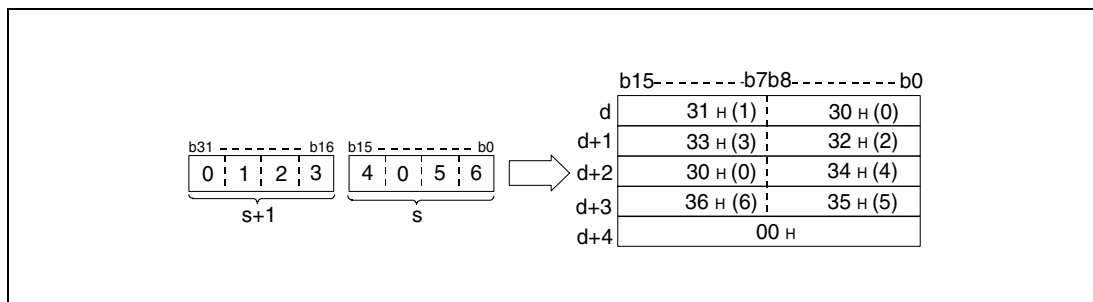 b15 b7b8 b0
d 31 H (1) 30 H (0)
b31 b16 b15 b0
d+1 33 H (3) 32 H (2)
0 1 2 3 4 0 5 6
d+2 30 H (0) 34 H (4)
s+1 s
d+3 36 H (6) 35 H (5)
d+4 00 H